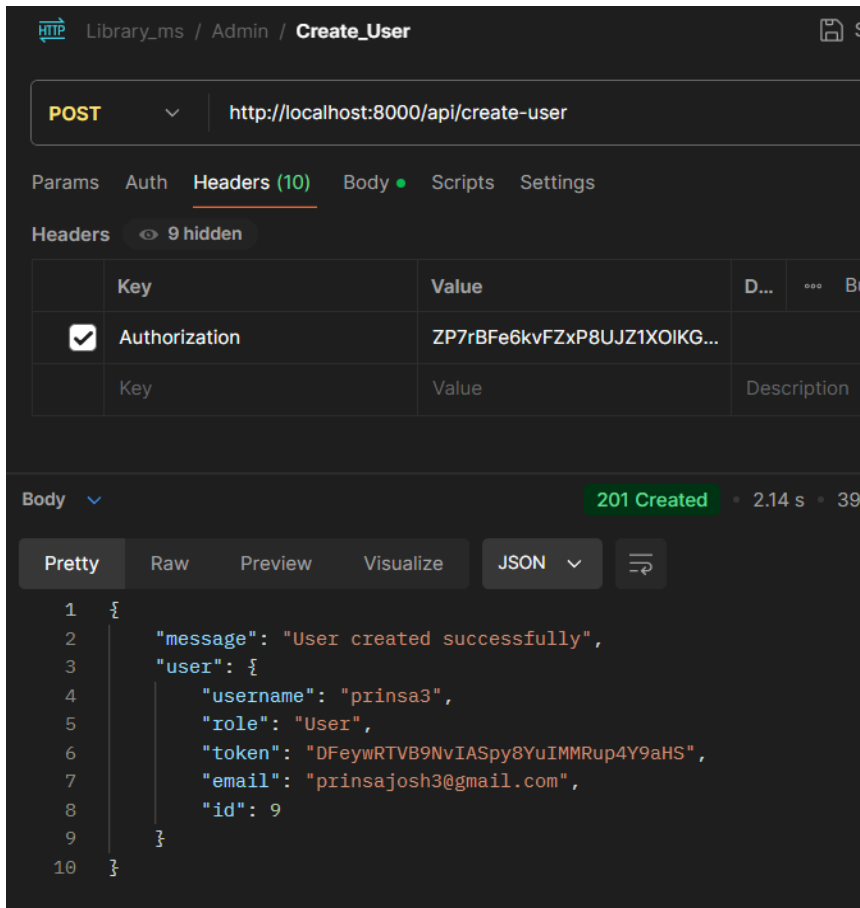 HTTP Library_ms / Admin / Create_User
POST http://localhost:8000/api/create-user
Params Auth Headers (10) Body Scripts Settings
Headers 9 hidden
Key Value D... ooo
Authorization ZP7rBFe6kvFZxP8UJZ1XOlKG...
Key Value Description
Body 201 Created 2.14 s
Pretty Raw Preview Visualize JSON
1 {
2 "message": "User created successfully",
3 "user": {
4 "username": "prinsa3",
5 "role": "User",
6 "token": "DFeywRTVB9NvIASpy8YuIMMRup4Y9aHS",
7 "email": "prinsajosh3@gmail.com",
8 "id": 9
9 }
10 }